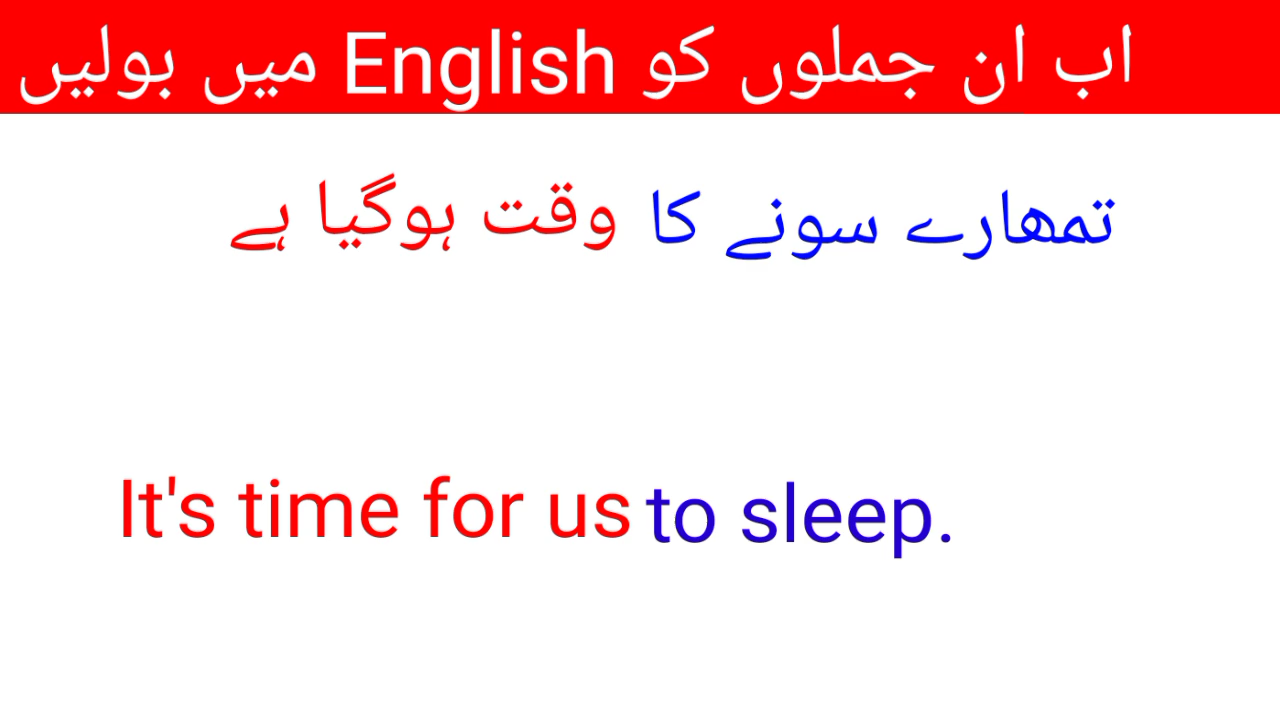 اب ان جملوں کو English میں بولیں
تمھارے سونے کا وقت ہوگیا ہے
It's time for us to sleep.